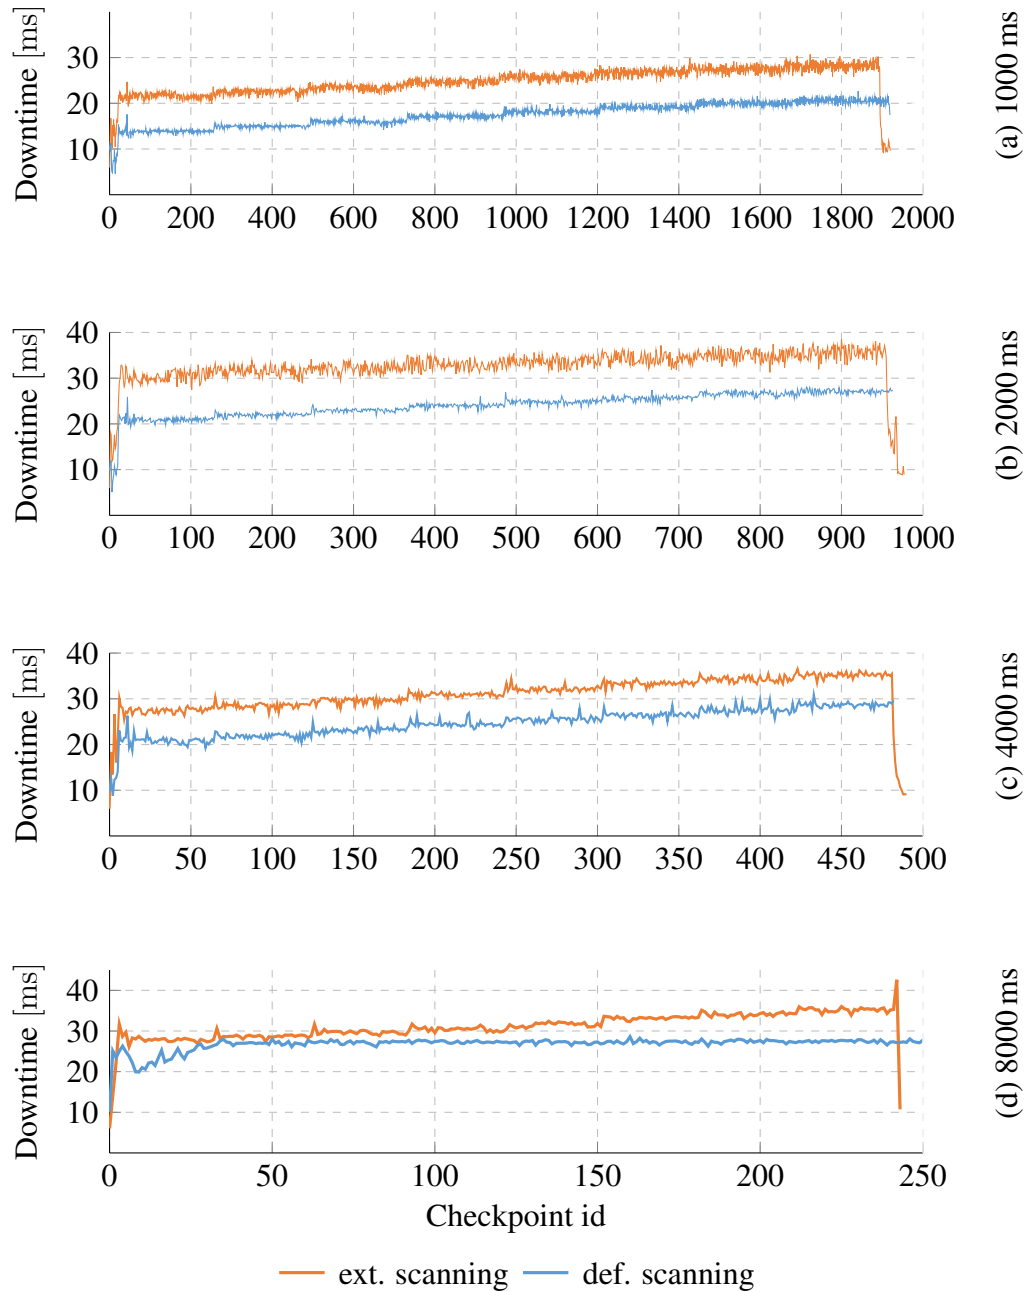 30
20
10
Downtime [ms]
0 200 400 600 800 1000 1200 1400 1600 1800 2000
(a) 1000 ms
40
30
20
10
Downtime [ms]
0 100 200 300 400 500 600 700 800 900 1000
(b) 2000 ms
40
30
20
10
Downtime [ms]
0 50 100 150 200 250 300 350 400 450 500
(c) 4000 ms
40
30
20
10
Downtime [ms]
0 50 100 150 200 250
(d) 8000 ms
Checkpoint id
ext. scanning def. scanning